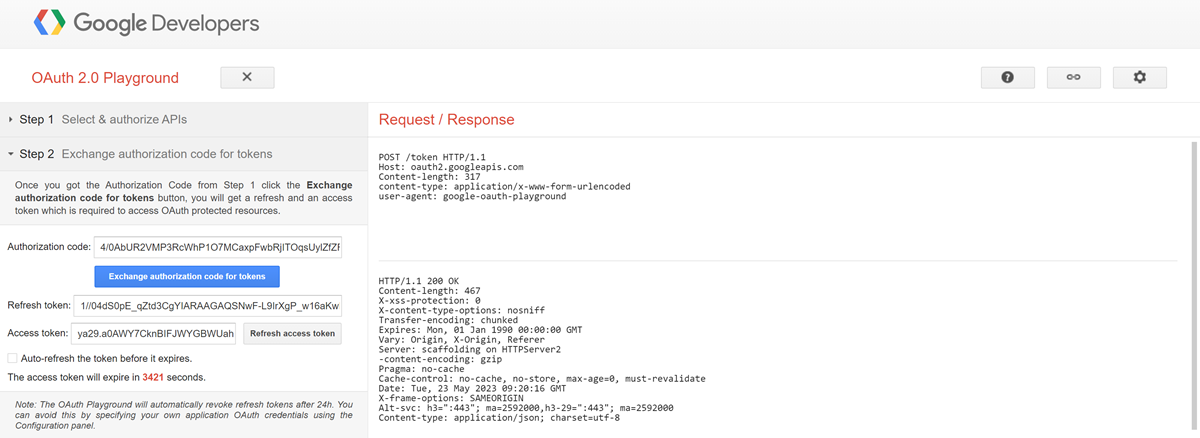 Google Developers
OAuth 2.0 Playground
Step 1 Select & authorize APIs
Step 2 Exchange authorization code for tokens
Once you got the Authorization Code from Step 1 click the Exchange
authorization code for tokens button, you will get a refresh and an access
token which is required to access OAuth protected resources.
Authorization code: 4/0AbUR2VMP3RcWhP1O7MCaxpFwbRjITOqsUyIZfZF
Exchange authorization code for tokens
Refresh token: 1//04dS0pE_qZtd3CgYIARAAGAQSNwF-L9IrXgP_w16aKw
Access token: ya29.a0AWY7CknBIFJWYGBWUah Refresh access token
Auto-refresh the token before it expires.
The access token will expire in 3421 seconds.
Note: The OAuth Playground will automatically revoke refresh tokens after 24h. You
can avoid this by specifying your own application OAuth credentials using the
Configuration panel.
Request / Response
POST /token HTTP/1.1
Host: oauth2.googleapis.com
Content-length: 317
content-type: application/x-www-form-urlencoded
user-agent: google-oauth-playground
HTTP/1.1 200 OK
Content-length: 467
X-xss-protection: 0
X-content-type-options: nosniff
Transfer-encoding: chunked
Expires: Mon, 01 Jan 1990 00:00:00 GMT
Vary: Origin, X-Origin, Referer
Server: scaffolding on HTTPServer2
-content-encoding: gzip
Pragma: no-cache
Cache-control: no-cache, no-store, max-age=0, must-revalidate
Date: Tue, 23 May 2023 09:20:16 GMT
X-frame-options: SAMEORIGIN
Alt-svc: h3=":443"; ma=2592000,h3-29=":443"; ma=2592000
Content-type: application/json; charset=utf-8